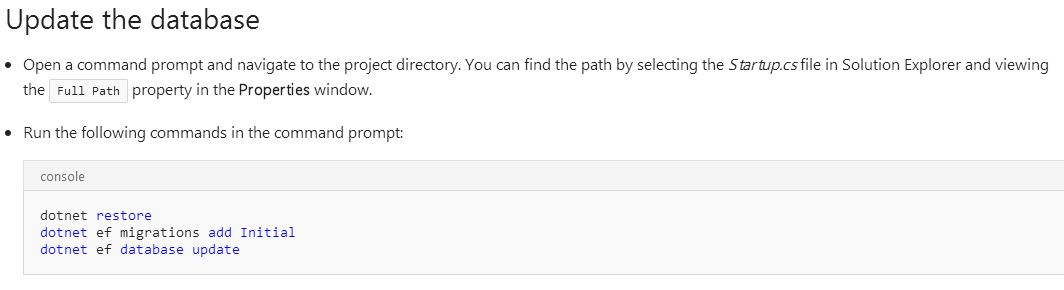 Update the database
• Open a command prompt and navigate to the project directory. You can find the path by selecting the Startup.cs file in Solution Explorer and viewing
the Full Path property in the Properties window.
• Run the following commands in the command prompt:
console
dotnet restore
dotnet ef migrations add Initial
dotnet ef database update